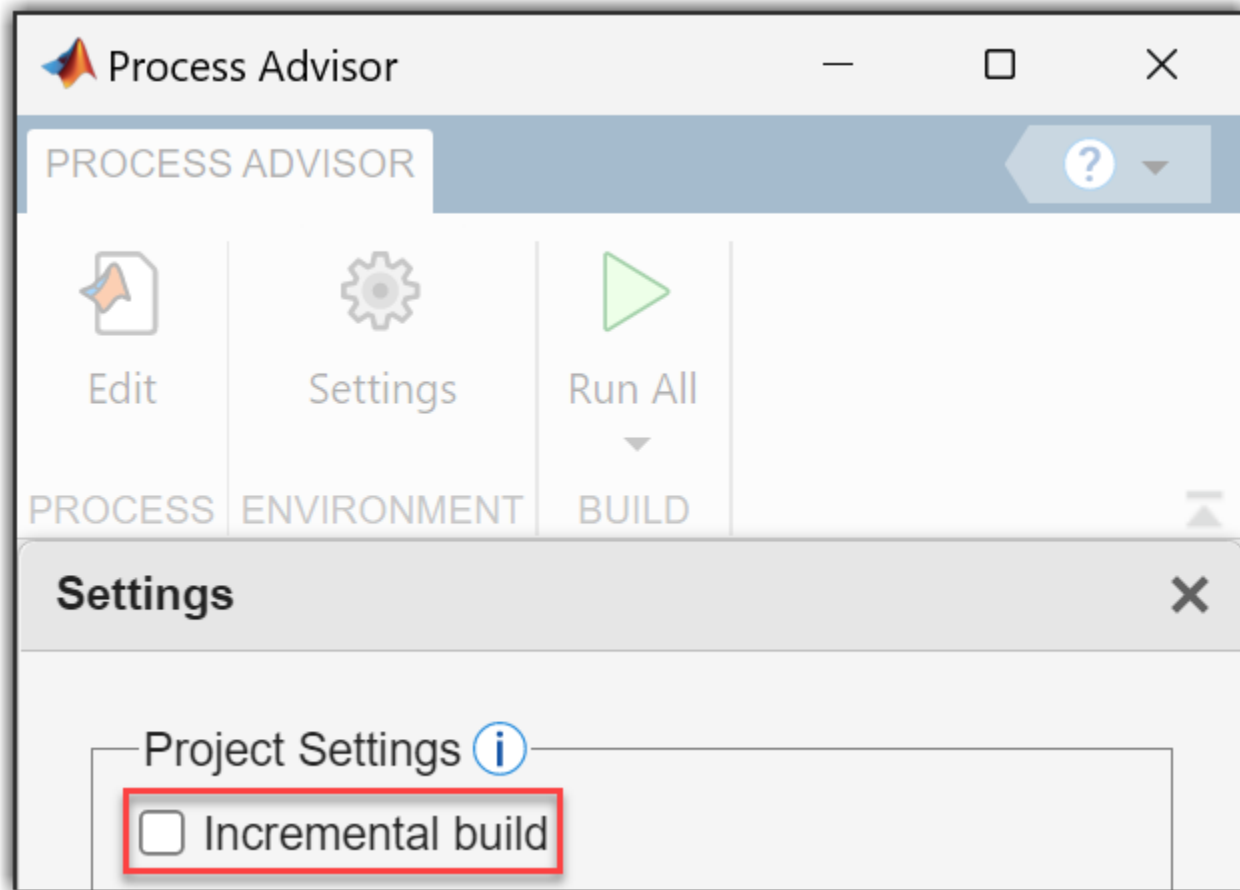 Process Advisor
PROCESS ADVISOR
?
Edit Settings Run All
PROCESS ENVIRONMENT BUILD
Settings
Project Settings i
Incremental build